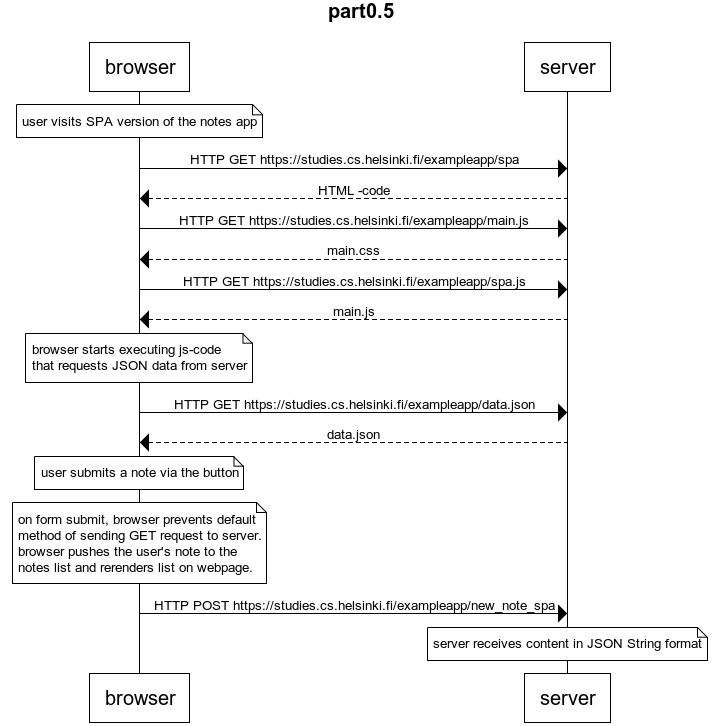 part0.5
browser
server
user visits SPA version of the notes app
HTTP GET https://studies.cs.helsinki.fi/exampleapp/spa
HTML -code
HTTP GET https://studies.cs.helsinki.fi/exampleapp/main.js
main.css
HTTP GET https://studies.cs.helsinki.fi/exampleapp/spa.js
main.js
browser starts executing js-code
that requests JSON data from server
HTTP GET https://studies.cs.helsinki.fi/exampleapp/data.json
data.json
user submits a note via the button
on form submit, browser prevents default
method of sending GET request to server.
browser pushes the user's note to the
notes list and rerenders list on webpage.
HTTP POST https://studies.cs.helsinki.fi/exampleapp/new_note_spa
server receives content in JSON String format
browser
server